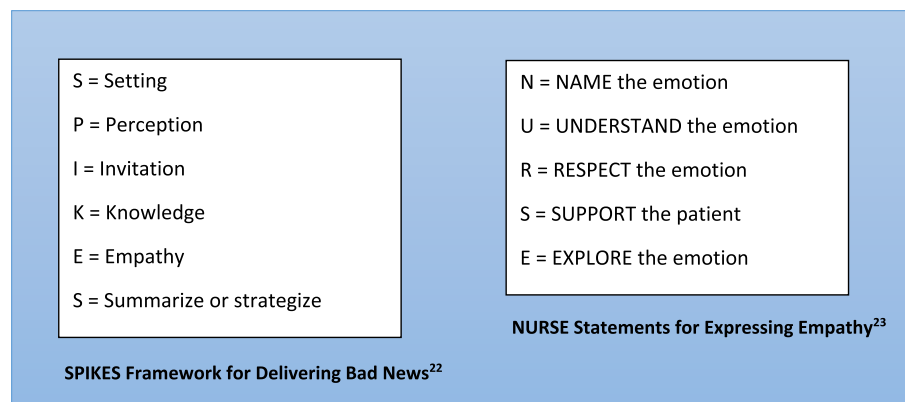 S = Setting
P = Perception
I = Invitation
K = Knowledge
E = Empathy
S = Summarize or strategize
SPIKES Framework for Delivering Bad News22
N = NAME the emotion
U = UNDERSTAND the emotion
R = RESPECT the emotion
S = SUPPORT the patient
E = EXPLORE the emotion
NURSE Statements for Expressing Empathy23